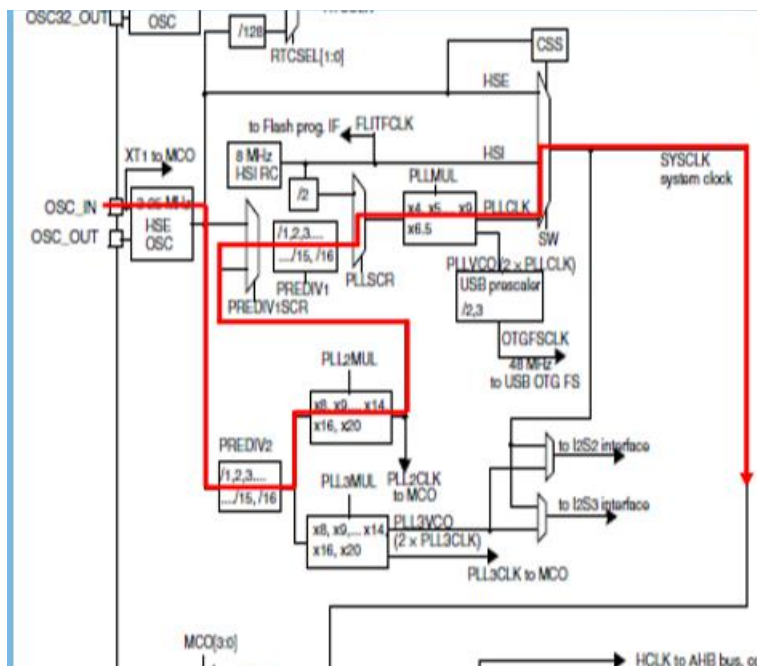 OSC32_OUT
OSC
/128
RTCSEL[1:0]
CSS
HSE
to Flash prog. IF
FLITFCLK
XT1 to MCO
8 MHz
HSI RC
HSI
SYSCLK
system clock
/2
PLLMUL
x4, x5, ... x9
x6.5
PLLCLK
OSC_IN
3-25 MHz
HSE
OSC
OSC_OUT
/1,2,3....
..../15, /16
SW
PLLSCR
PREDIV1
PREDIV1SCR
PLLVCO (2 × PLLCLK)
USB prescaler
/2,3
OTGFSCLK
48 MHz
to USB OTG FS
PLL2MUL
x8, x9,... x14,
x16, x20
PREDIV2
/1,2,3....
..../15, /16
PLL2CLK
to MCO
to I2S2 interface
PLL3MUL
x8, x9,... x14,
x16, x20
PLL3VCO
(2 × PLL3CLK)
to I2S3 interface
PLL3CLK to MCO
MCO[3:0]
HCLK to AHB bus,